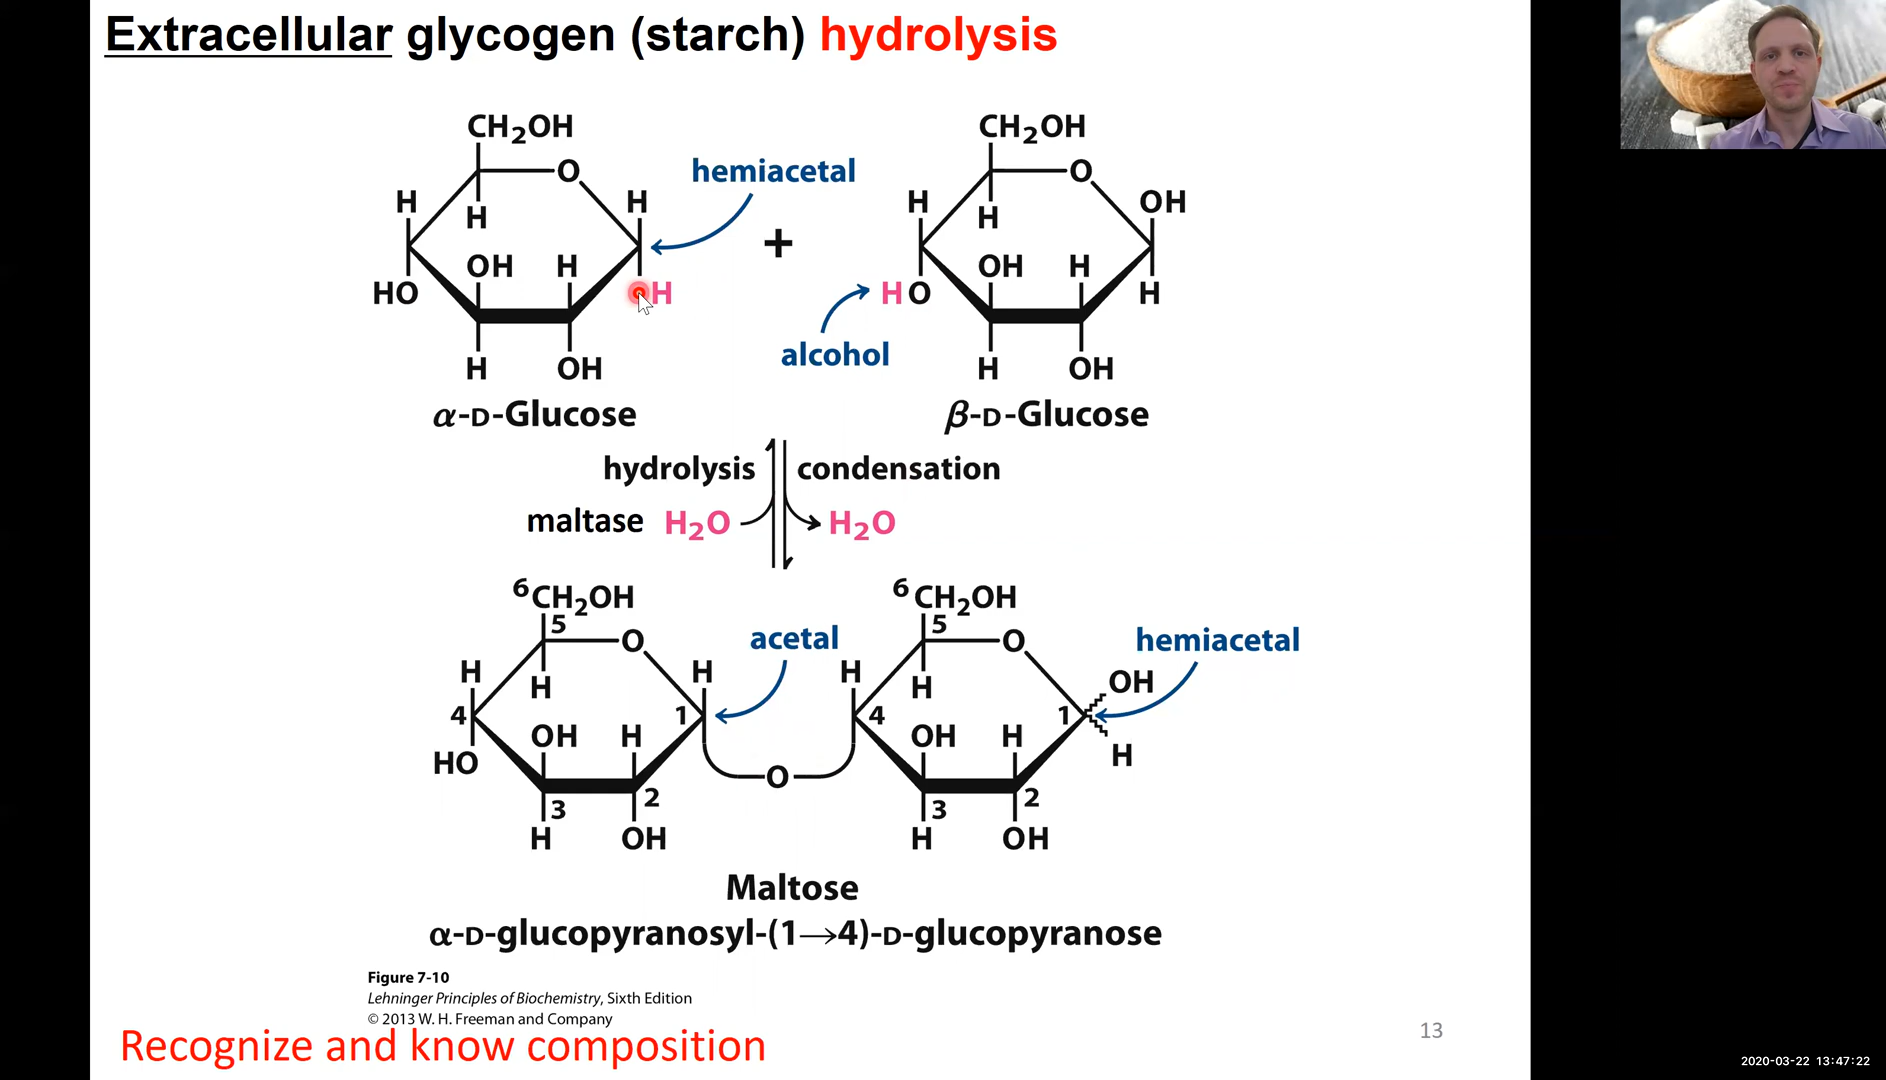 Extracellular glycogen (starch) hydrolysis
CH₂OH CH₂OH
O hemiacetal O
H H H OH
H H
+
OH H OH H
HO H HO H
alcohol
H OH H OH
α-D-Glucose β-D-Glucose
hydrolysis condensation
maltase H₂O H₂O
⁶CH₂OH ⁶CH₂OH
5 O acetal 5 O hemiacetal
H H H OH
H H
4 1 4 1
OH H OH H
HO O H
3 2 3 2
H OH H OH
Maltose
α-D-glucopyranosyl-(1→4)-D-glucopyranose
Figure 7-10
Lehninger Principles of Biochemistry, Sixth Edition
© 2013 W. H. Freeman and Company
Recognize and know composition
13
2020-03-22 13:47:22